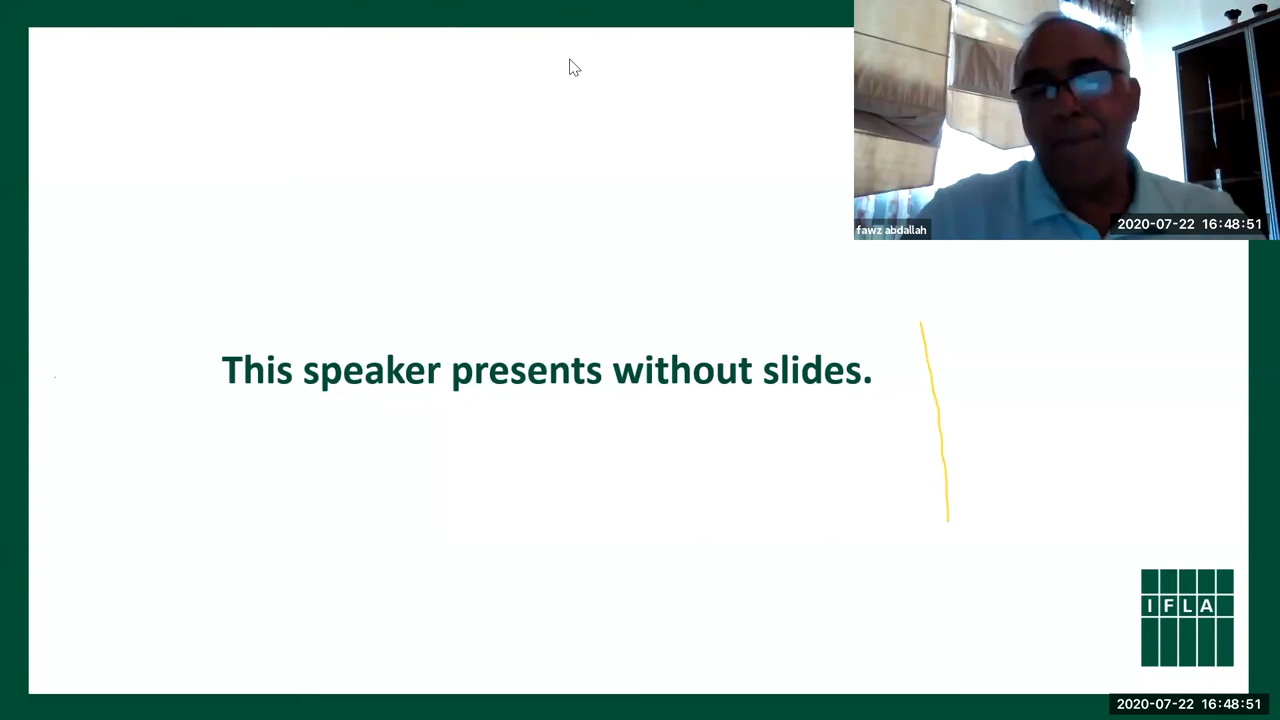 fawz abdallah
2020-07-22 16:48:51
This speaker presents without slides.
IFLA
2020-07-22 16:48:51